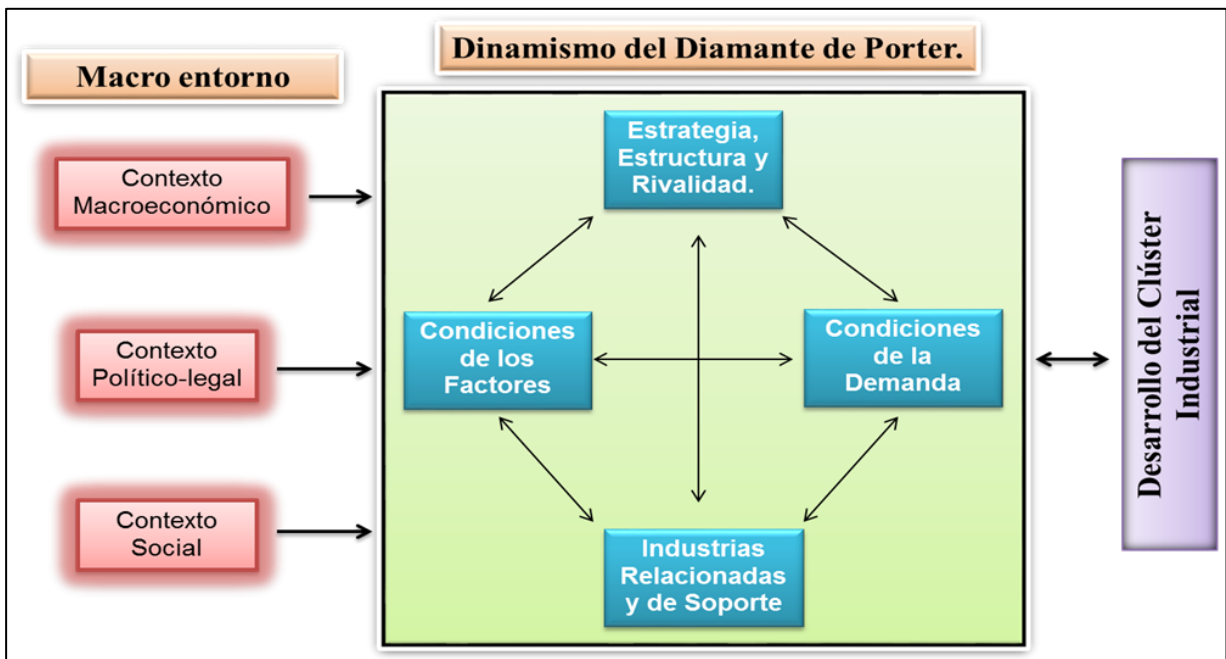 Dinamismo del Diamante de Porter.
Macro entorno
Contexto
Macroeconómico
Contexto
Político-legal
Contexto
Social
Estrategia,
Estructura y
Rivalidad.
Condiciones
de los
Factores
Condiciones
de la
Demanda
Industrias
Relacionadas
y de Soporte
Desarrollo del Clúster
Industrial